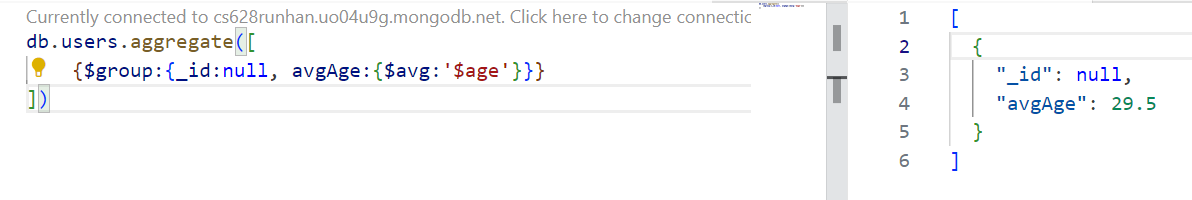 Currently connected to cs628runhan.uo04u9g.mongodb.net. Click here to change connectic
db.users.aggregate([
{$group:{_id:null, avgAge:{$avg:'$age'}}}
])
1 [
2 {
3 "_id": null,
4 "avgAge": 29.5
5 }
6 ]